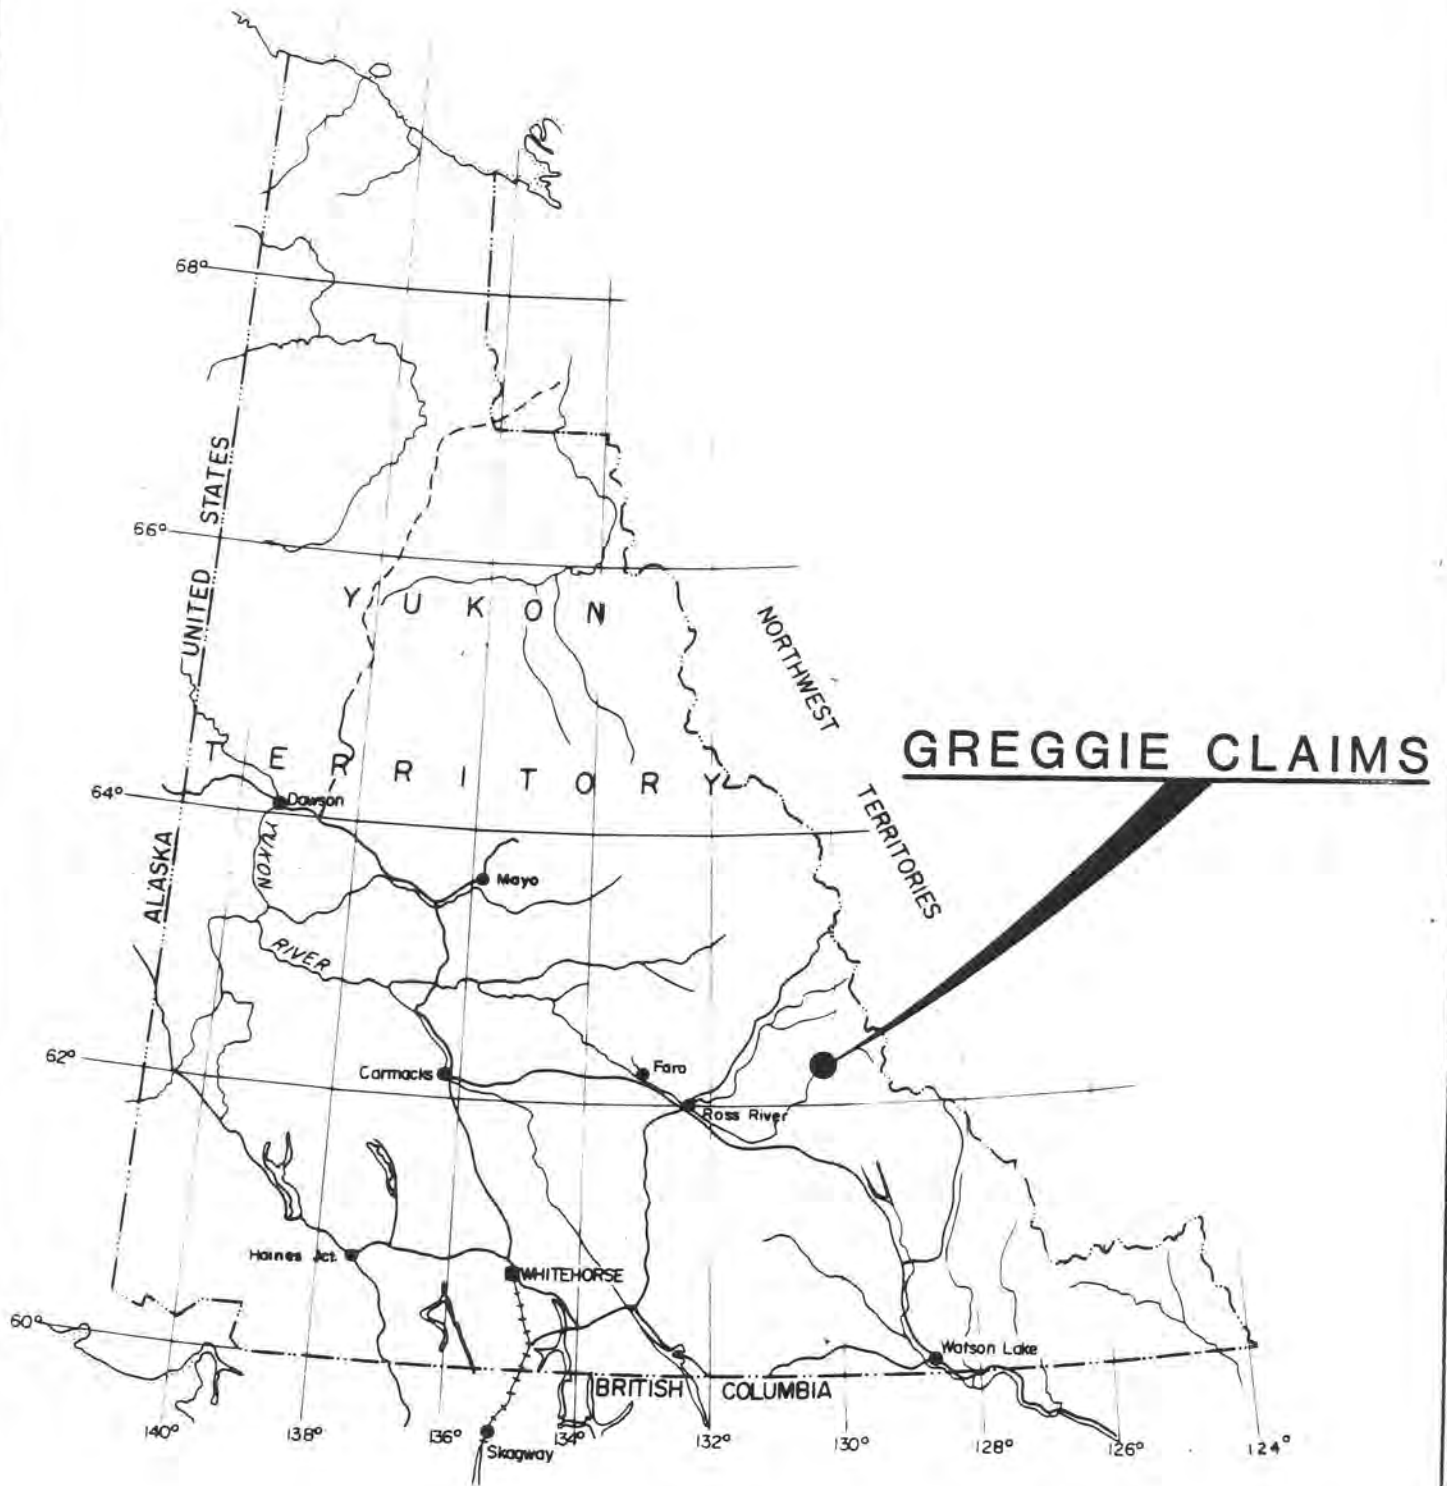 68°
UNITED STATES
66°
YUKON
NORTHWEST
GREGGIE CLAIMS
TERRITORY
64°
Dawson
TERRITORIES
YUKON
ALASKA
Mayo
RIVER
62°
Carmacks
Faro
Ross River
Haines Jct.
WHITEHORSE
60°
Watson Lake
BRITISH COLUMBIA
140° 138° 136° 134° 132° 130° 128° 126° 124°
Skagway